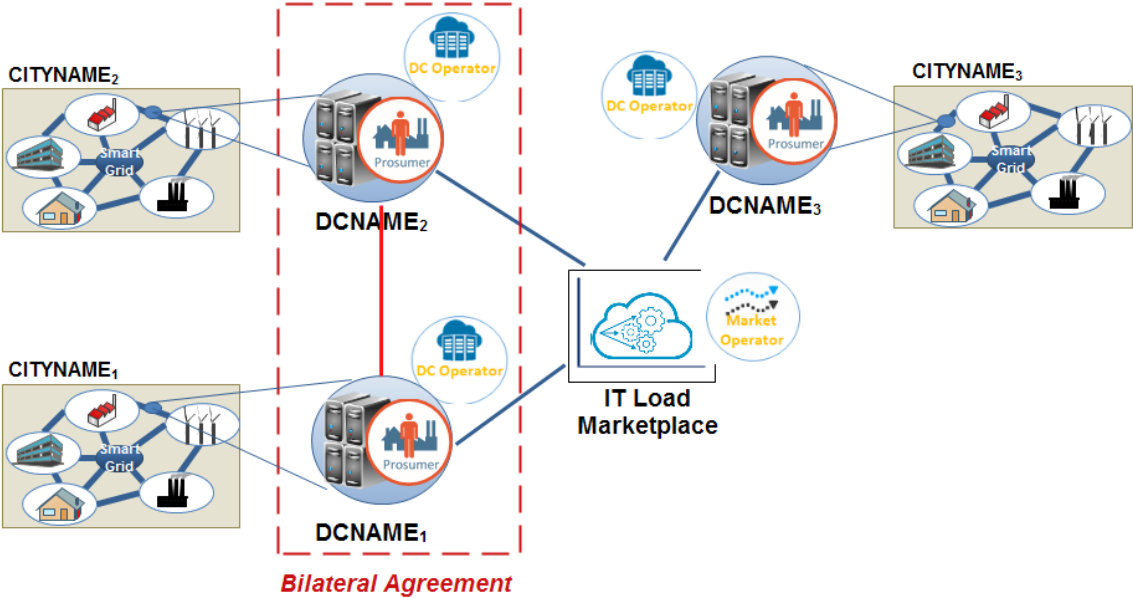 DC Operator
CITYNAME₂
Smart
Grid
Prosumer
DCNAME₂
DC Operator
CITYNAME₃
Prosumer
Smart
Grid
DCNAME₃
Market
Operator
IT Load
Marketplace
CITYNAME₁
DC Operator
Smart
Grid
Prosumer
DCNAME₁
Bilateral Agreement